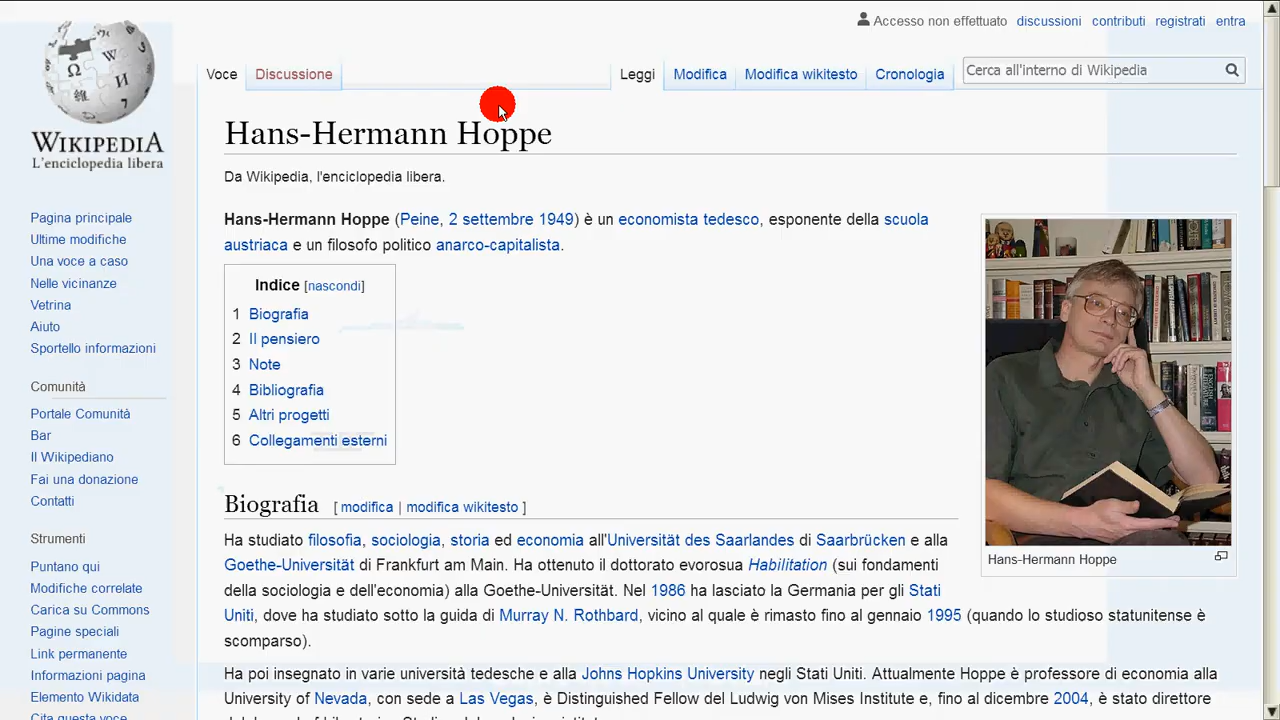 Accesso non effettuato discussioni contributi registrati entra
Voce Discussione Leggi Modifica Modifica wikitesto Cronologia Cerca all'interno di Wikipedia
WIKIPEDIA
L'enciclopedia libera
Pagina principale
Ultime modifiche
Una voce a caso
Nelle vicinanze
Vetrina
Aiuto
Sportello informazioni
Comunità
Portale Comunità
Bar
Il Wikipediano
Fai una donazione
Contatti
Strumenti
Puntano qui
Modifiche correlate
Carica su Commons
Pagine speciali
Link permanente
Informazioni pagina
Elemento Wikidata
Cita questa voce
Hans-Hermann Hoppe
Da Wikipedia, l'enciclopedia libera.
Hans-Hermann Hoppe (Peine, 2 settembre 1949) è un economista tedesco, esponente della scuola
austriaca e un filosofo politico anarco-capitalista.
Indice [nascondi]
1 Biografia
2 Il pensiero
3 Note
4 Bibliografia
5 Altri progetti
6 Collegamenti esterni
Hans-Hermann Hoppe
Biografia [ modifica | modifica wikitesto ]
Ha studiato filosofia, sociologia, storia ed economia all'Universität des Saarlandes di Saarbrücken e alla
Goethe-Universität di Frankfurt am Main. Ha ottenuto il dottorato evorosua Habilitation (sui fondamenti
della sociologia e dell'economia) alla Goethe-Universität. Nel 1986 ha lasciato la Germania per gli Stati
Uniti, dove ha studiato sotto la guida di Murray N. Rothbard, vicino al quale è rimasto fino al gennaio 1995 (quando lo studioso statunitense è
scomparso).
Ha poi insegnato in varie università tedesche e alla Johns Hopkins University negli Stati Uniti. Attualmente Hoppe è professore di economia alla
University of Nevada, con sede a Las Vegas, è Distinguished Fellow del Ludwig von Mises Institute e, fino al dicembre 2004, è stato direttore